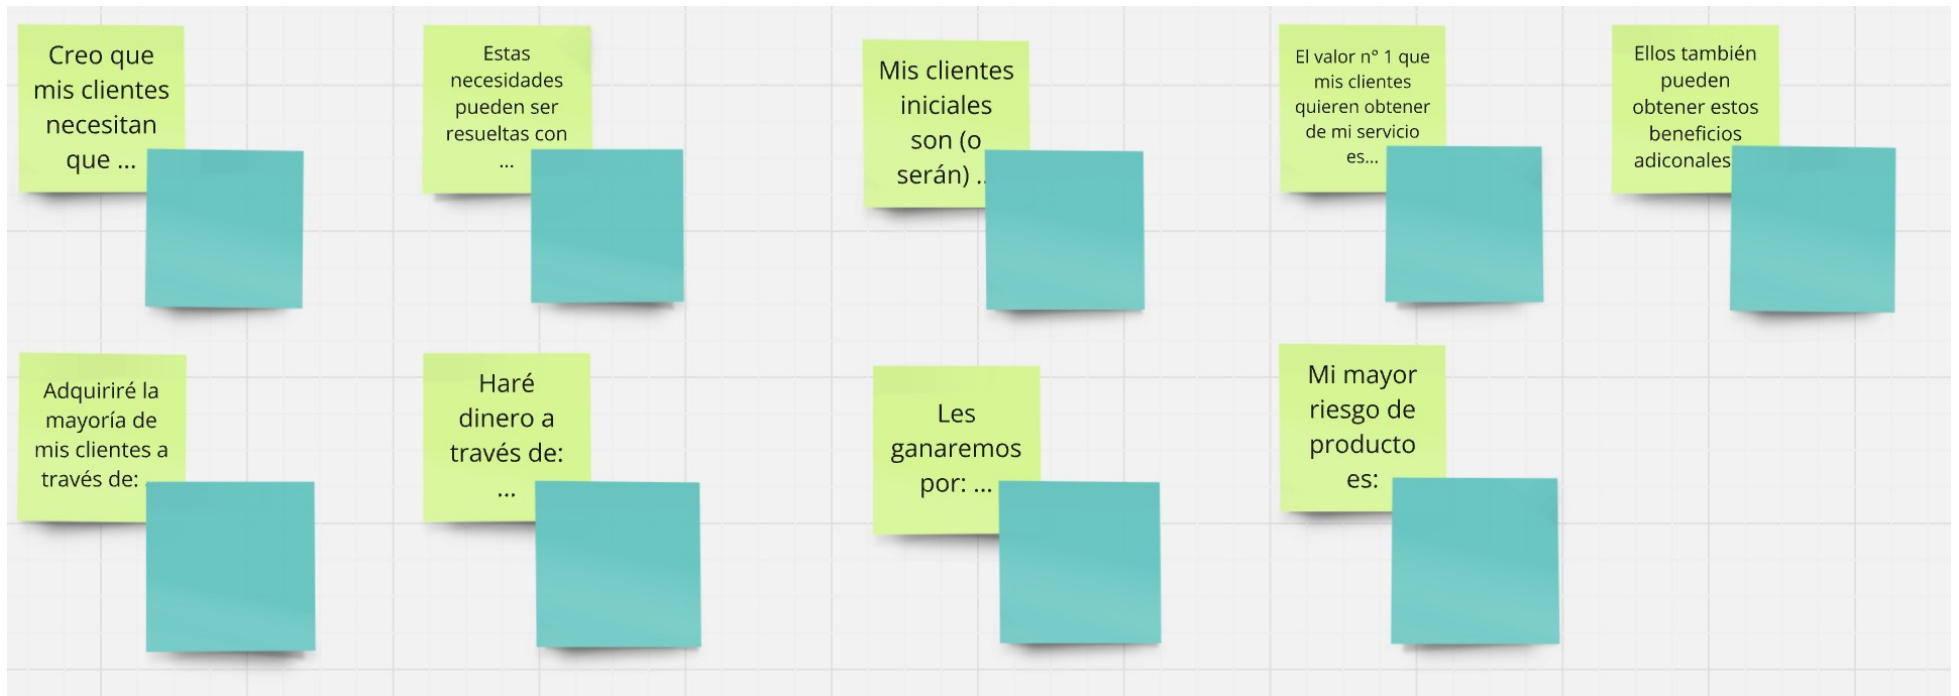 Creo que
mis clientes
necesitan
que ...
Estas
necesidades
pueden ser
resueltas con
...
Mis clientes
iniciales
son (o
serán) ..
El valor n° 1 que
mis clientes
quieren obtener
de mi servicio
es...
Ellos también
pueden
obtener estos
beneficios
adiconales
Adquiriré la
mayoría de
mis clientes a
través de:
Haré
dinero a
través de:
...
Les
ganaremos
por: ...
Mi mayor
riesgo de
producto
es: